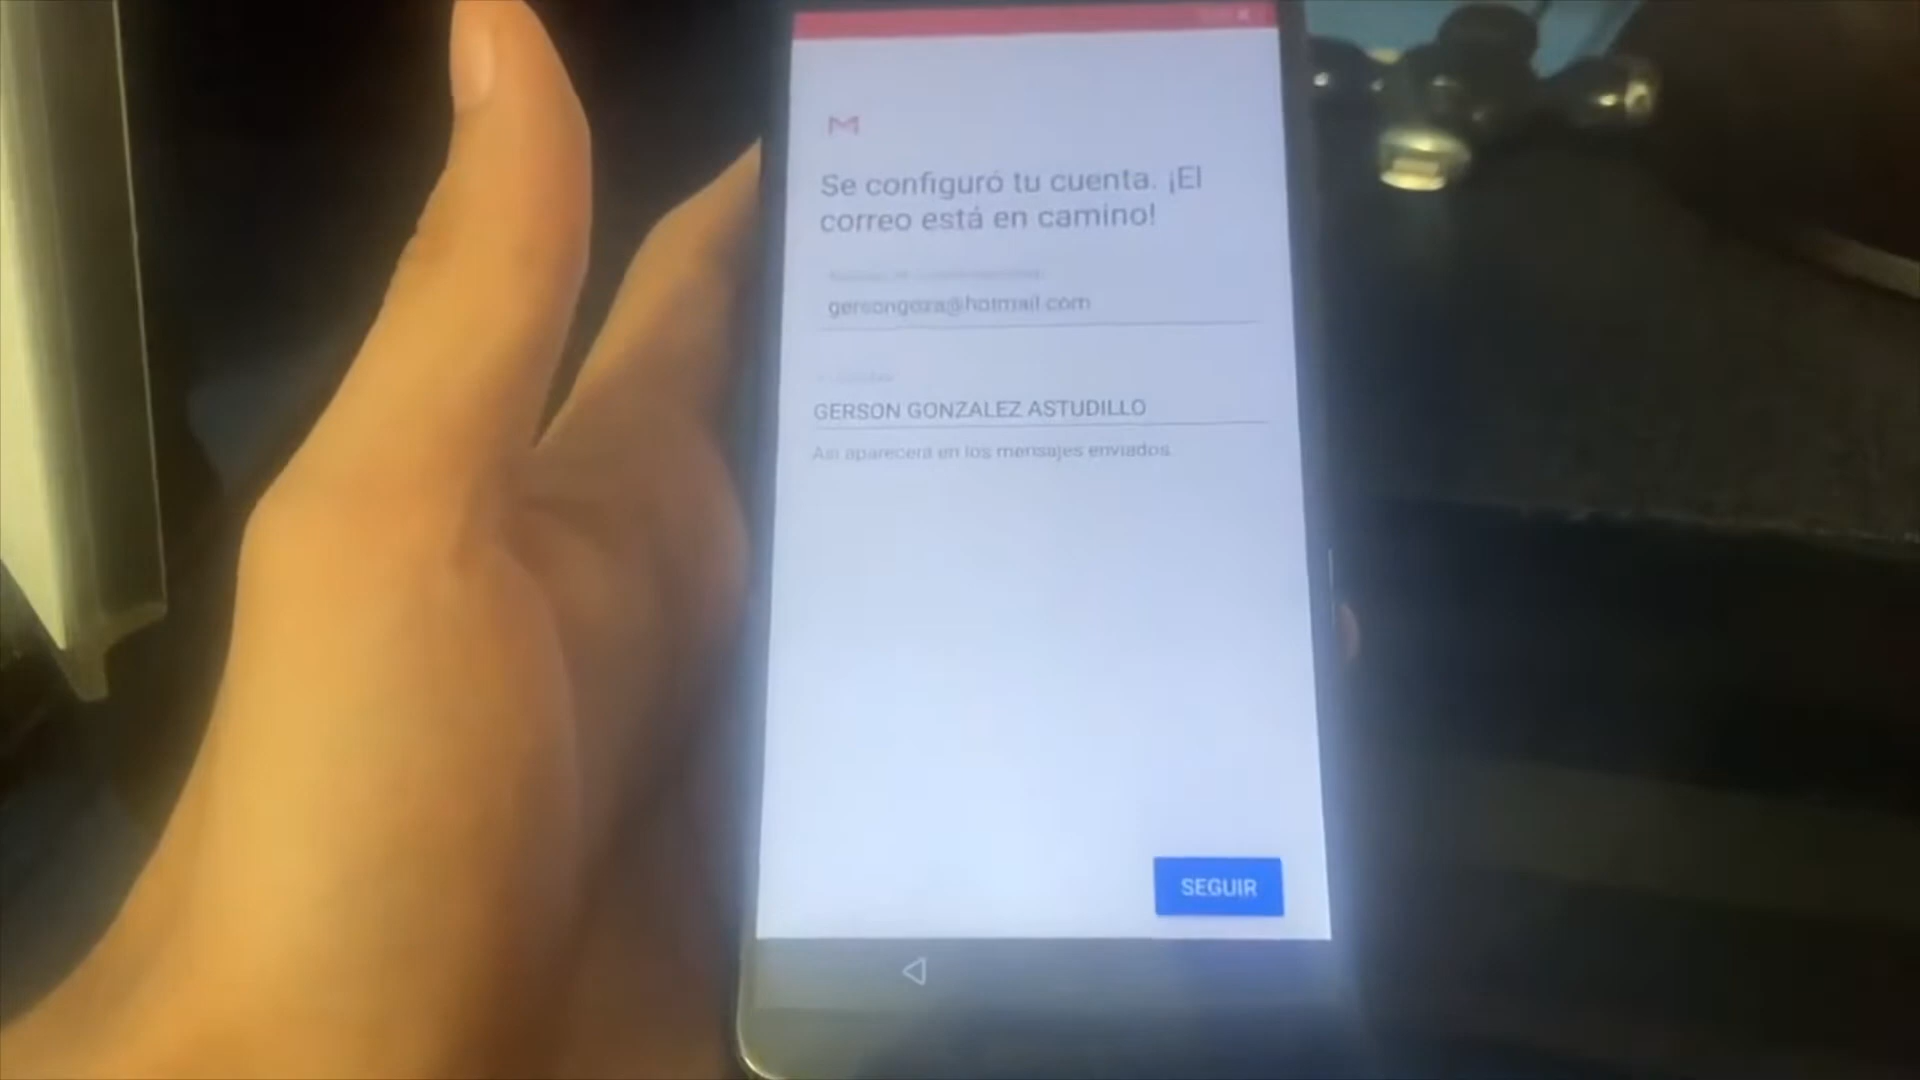 Se configuró tu cuenta. ¡El
correo está en camino!
gersongoza@hotmail.com
GERSON GONZALEZ ASTUDILLO
Así aparecerá en los mensajes enviados.
SEGUIR